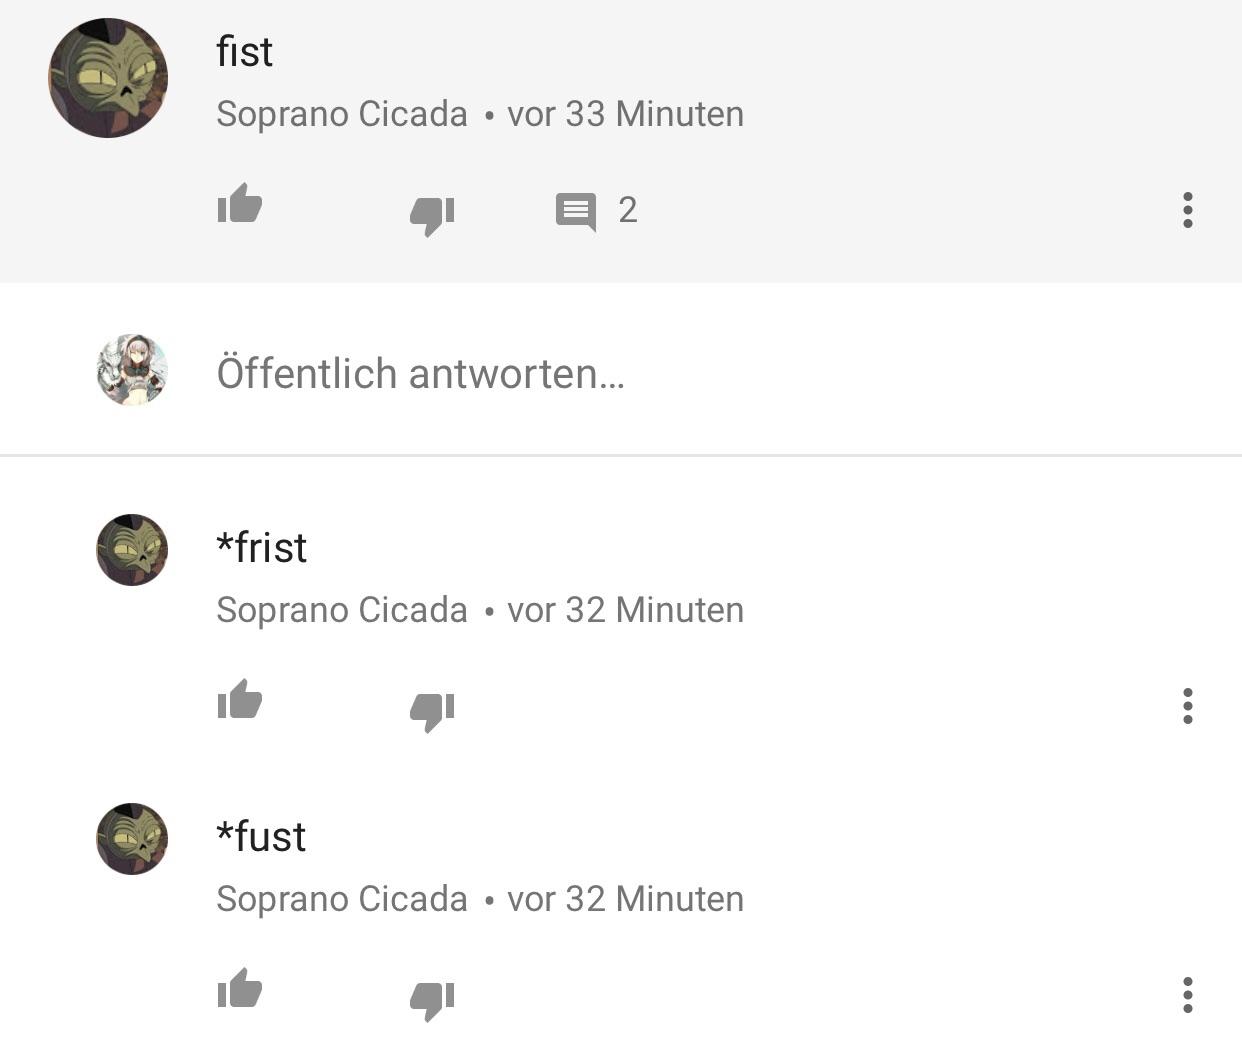 fist
Soprano Cicada • vor 33 Minuten
2
Öffentlich antworten…
*frist
Soprano Cicada • vor 32 Minuten
*fust
Soprano Cicada • vor 32 Minuten